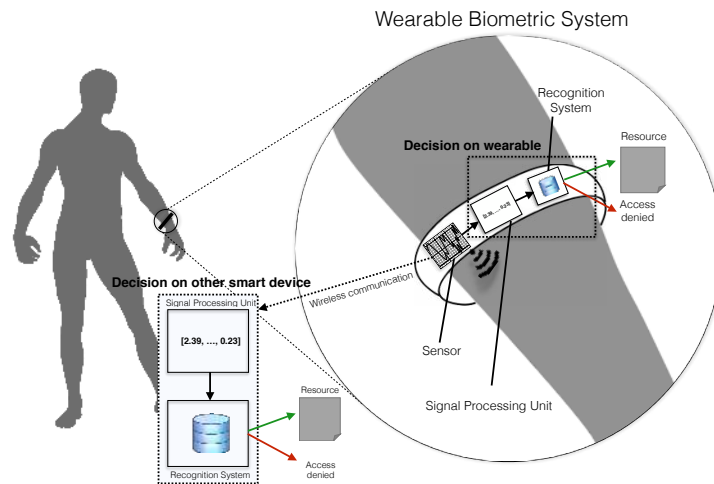 Wearable Biometric System
Recognition
System
Decision on wearable
Resource
Access
denied
Decision on other smart device
Wireless communication
Signal Processing Unit
[2.39, …, 0.23]
Sensor
Signal Processing Unit
Resource
Access
denied
Recognition System